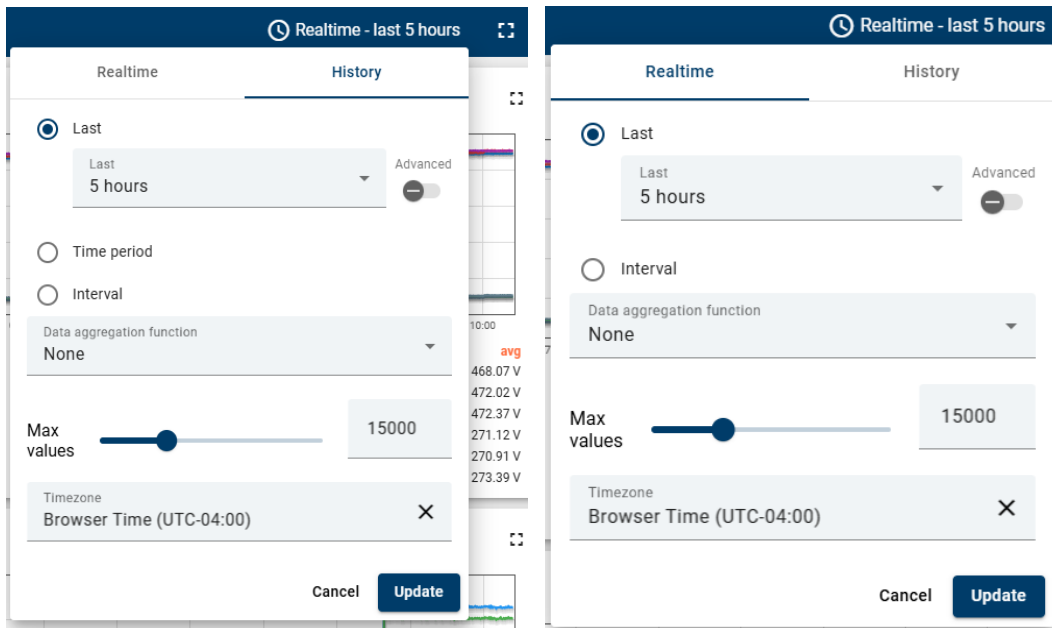 Realtime - last 5 hours
Realtime
History
Last
Last
5 hours
Advanced
Time period
Interval
Data aggregation function
None
Max
values
15000
Timezone
Browser Time (UTC-04:00)
Cancel
Update
10:00
avg
468.07 V
472.02 V
472.37 V
271.12 V
270.91 V
273.39 V
Realtime - last 5 hours
Realtime
History
Last
Last
5 hours
Advanced
Interval
Data aggregation function
None
Max
values
15000
Timezone
Browser Time (UTC-04:00)
Cancel
Update